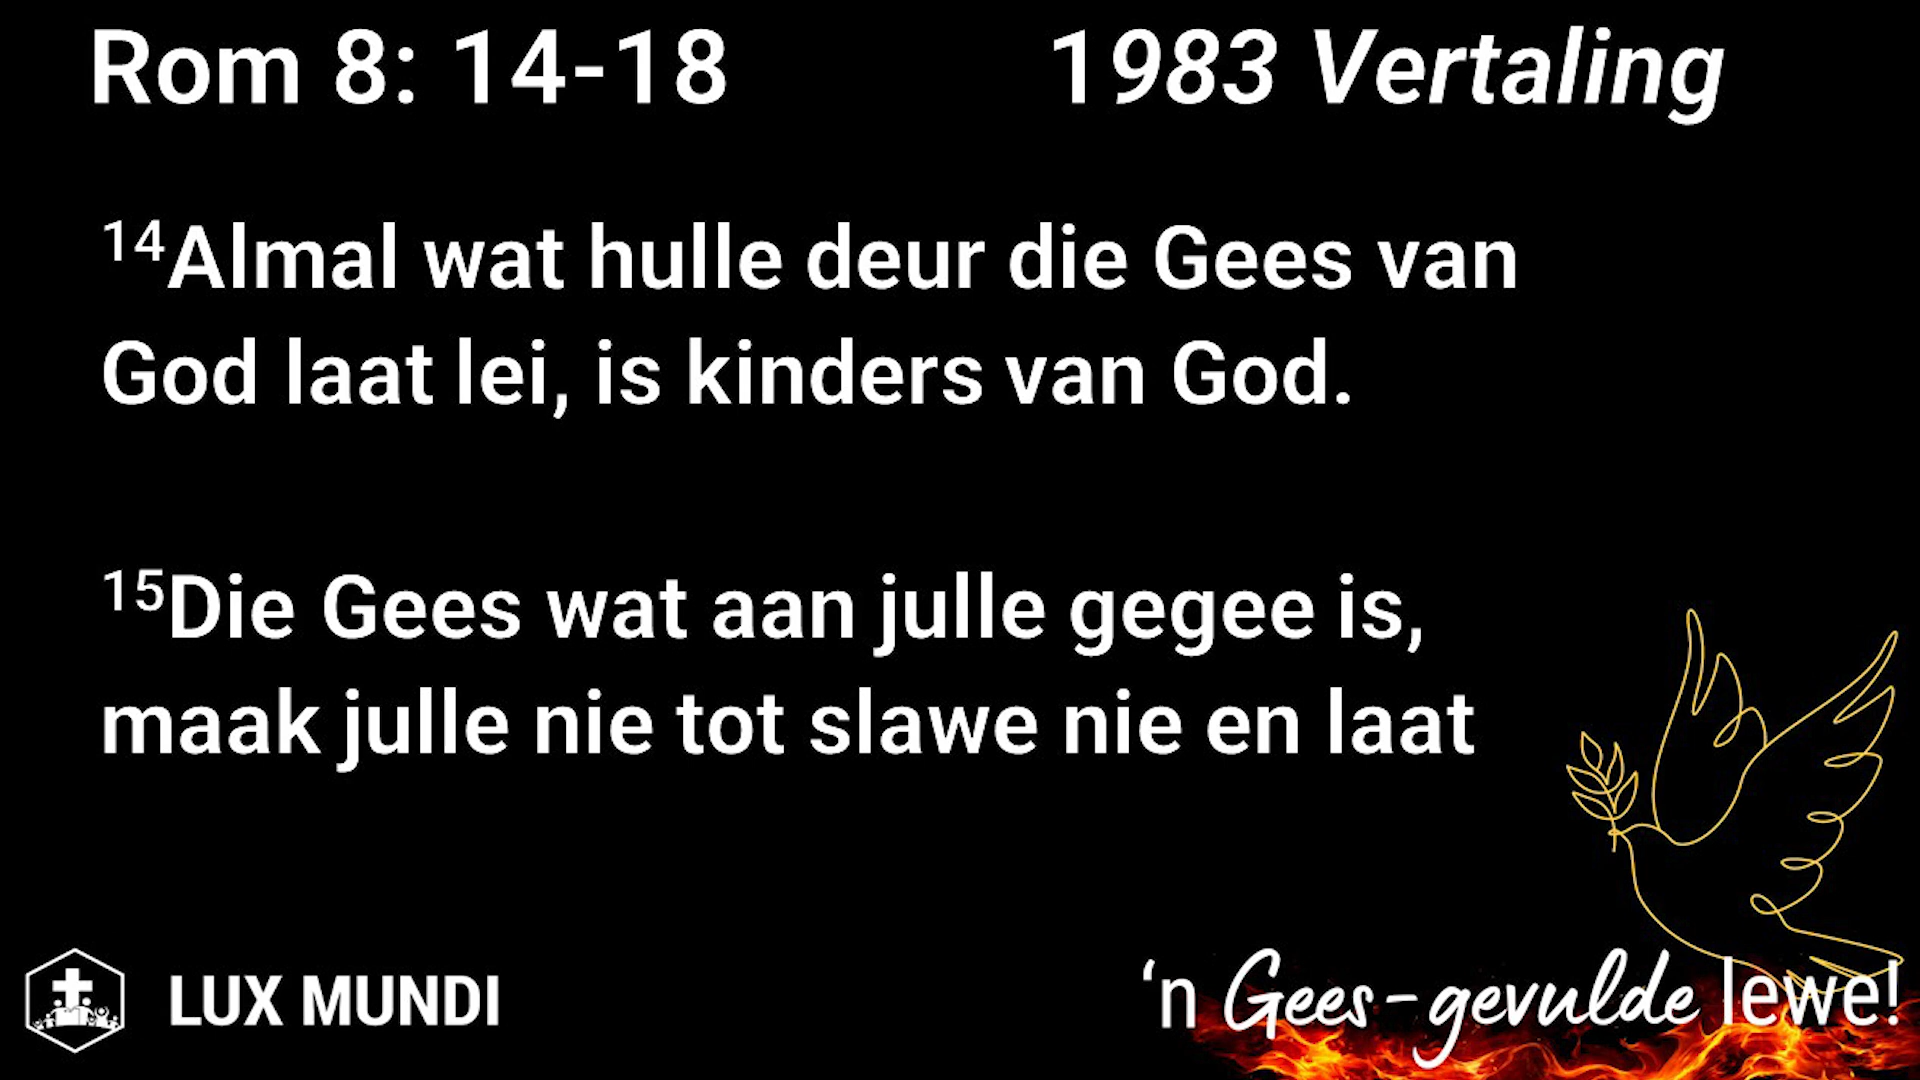 Rom 8: 14-18 1983 Vertaling
14Almal wat hulle deur die Gees van
God laat lei, is kinders van God.
15Die Gees wat aan julle gegee is,
maak julle nie tot slawe nie en laat
LUX MUNDI
‘n Gees-gevulde lewe!